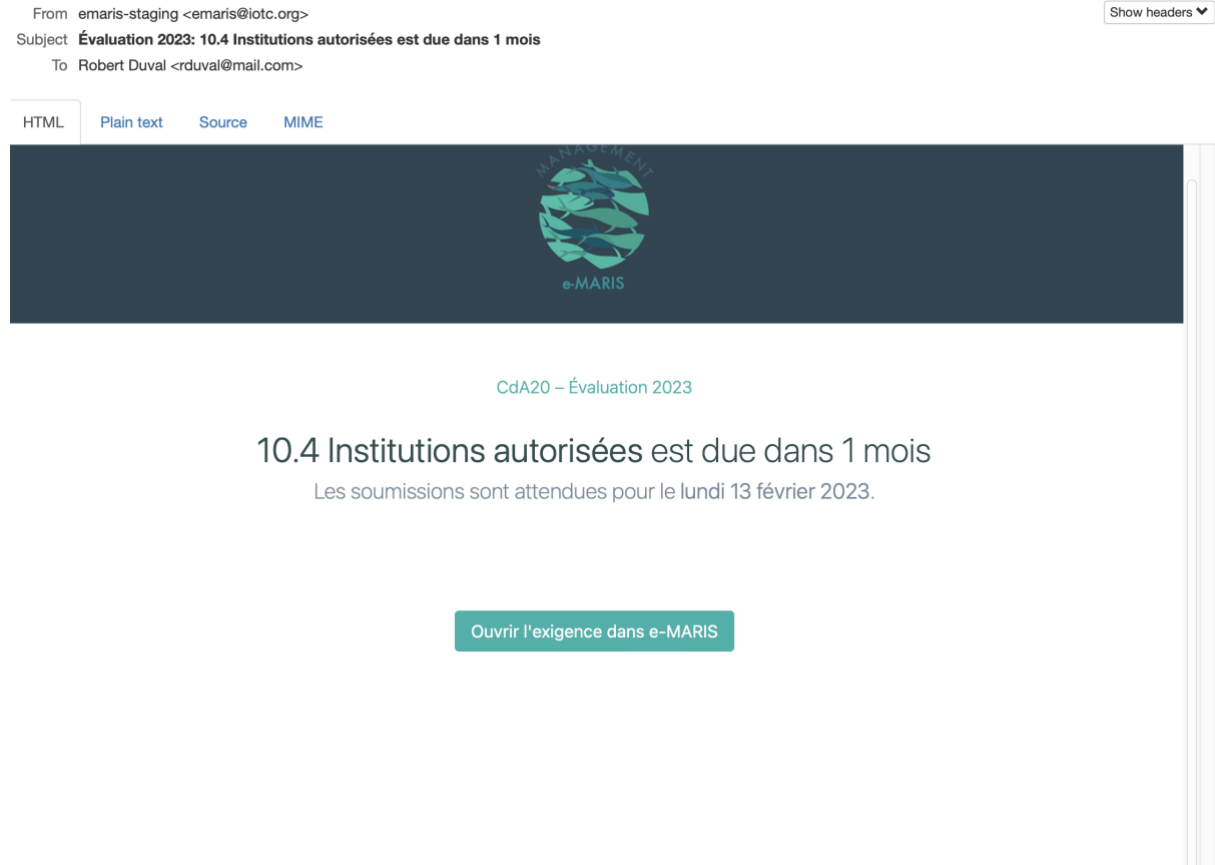 From emaris-staging <emaris@iotc.org>
Show headers
Subject Évaluation 2023: 10.4 Institutions autorisées est due dans 1 mois
To Robert Duval <rduval@mail.com>
HTML Plain text Source MIME
MANAGEMENT
e-MARIS
CdA20 – Évaluation 2023
10.4 Institutions autorisées est due dans 1 mois
Les soumissions sont attendues pour le lundi 13 février 2023.
Ouvrir l'exigence dans e-MARIS